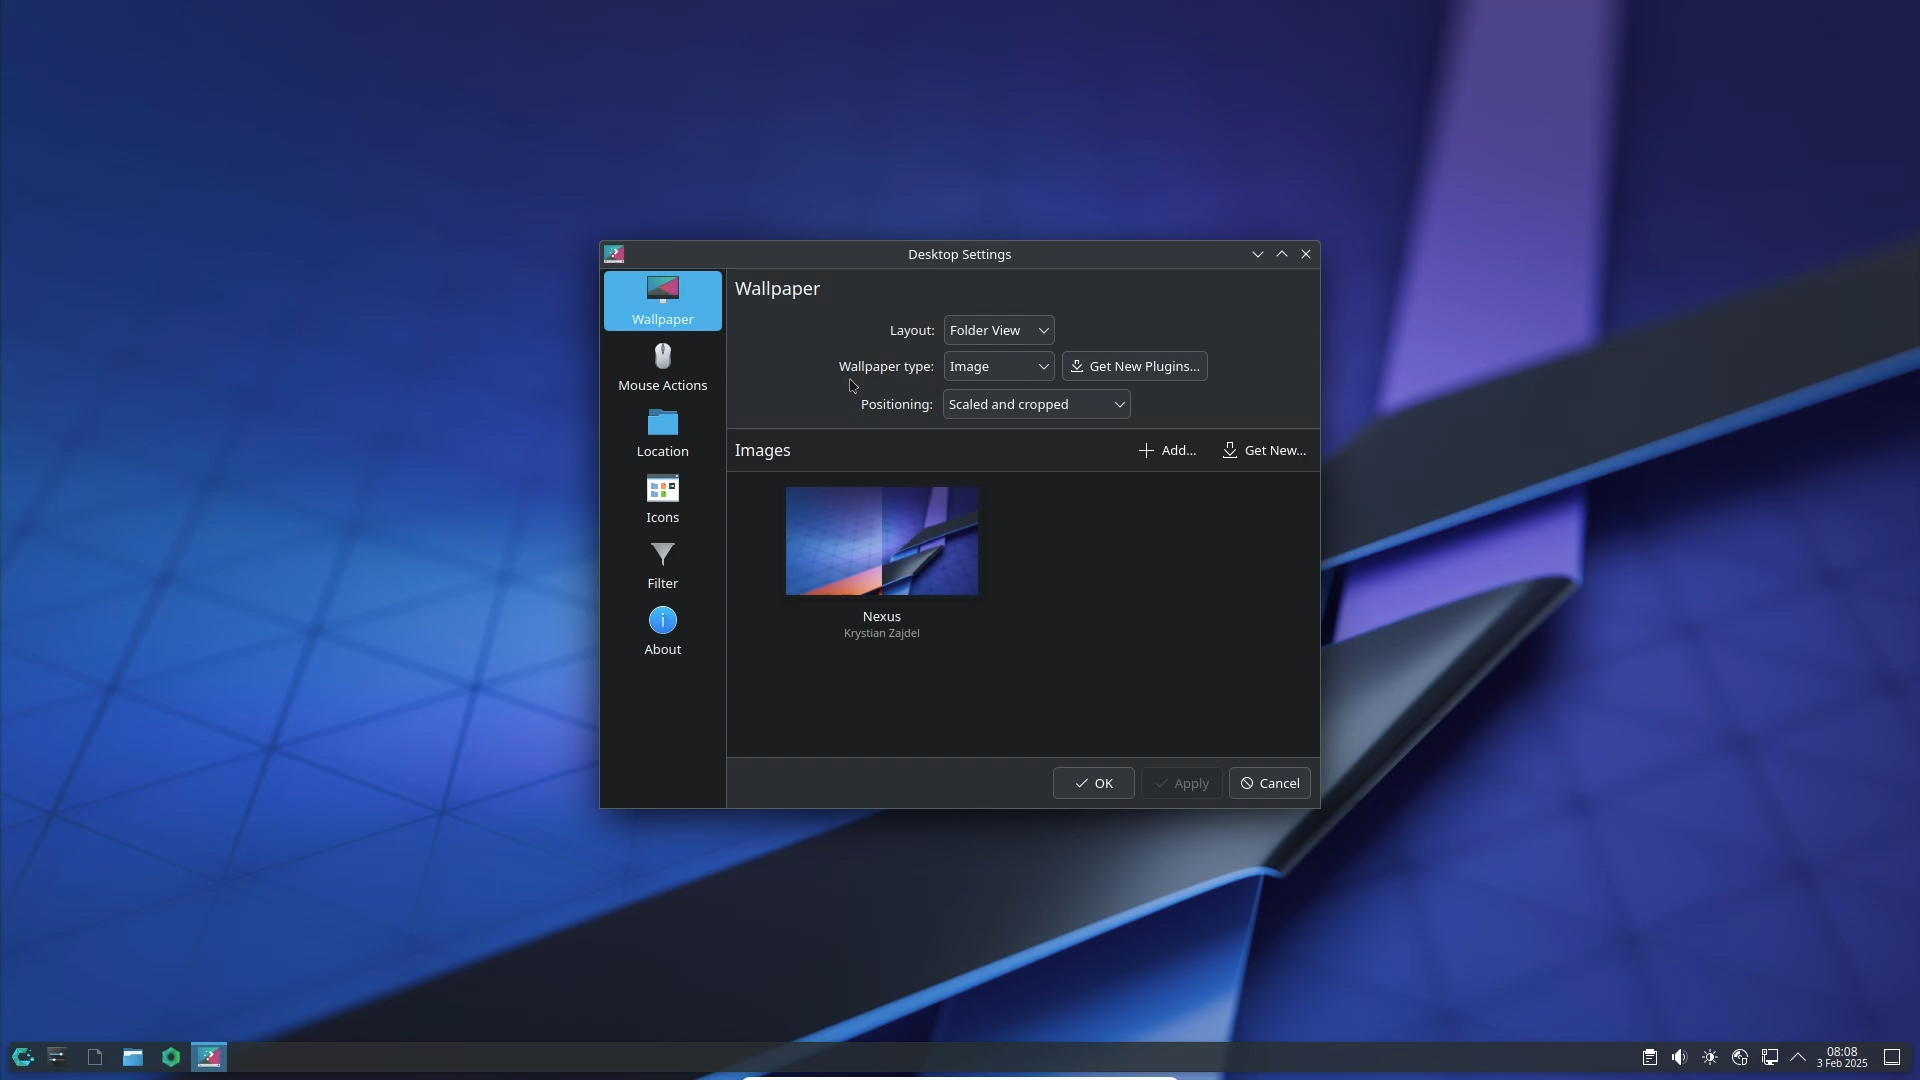 Desktop Settings
Wallpaper
Wallpaper
Layout: Folder View
Wallpaper type: Image Get New Plugins...
Mouse Actions
Positioning: Scaled and cropped
Location
Images Add... Get New...
Icons
Filter
Nexus
Krystian Zajdel
About
OK Apply Cancel
08:08
3 Feb 2025